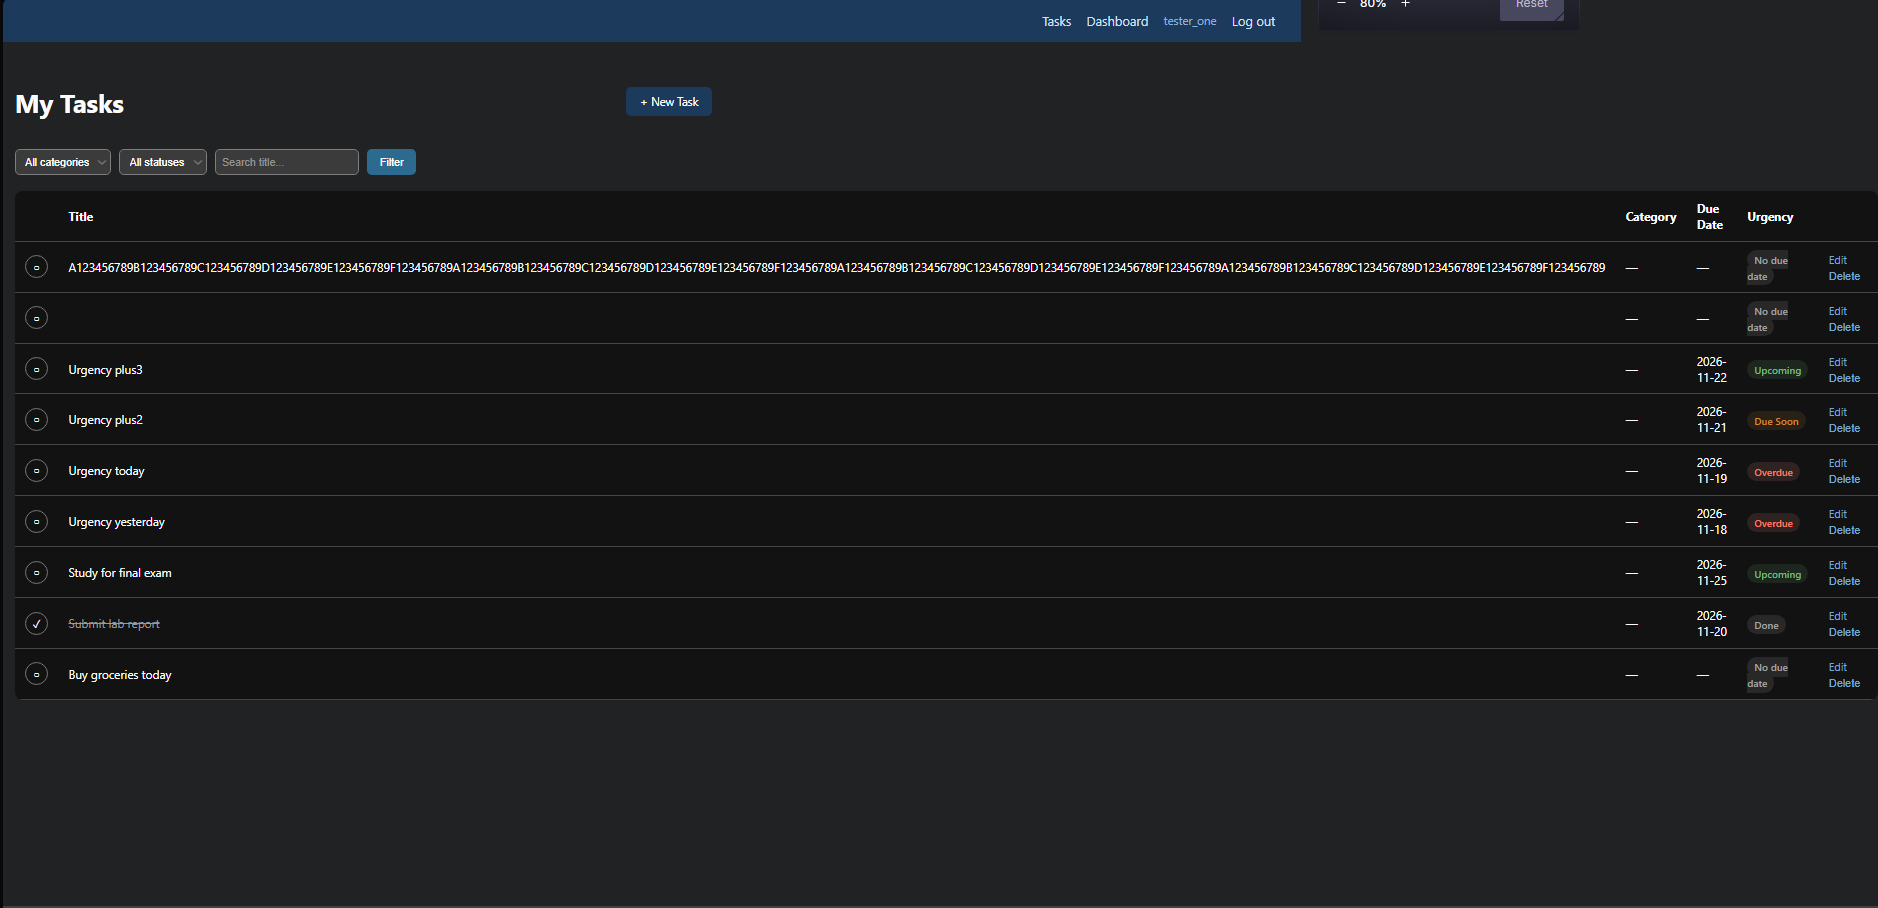 Tasks Dashboard tester_one Log out
− 80% + Reset
My Tasks
+ New Task
All categories All statuses Search title... Filter
Title Category Due Date Urgency
A123456789B123456789C123456789D123456789E123456789F123456789A123456789B123456789C123456789D123456789E123456789F123456789A123456789B123456789C123456789D123456789E123456789F123456789A123456789B123456789C123456789D123456789E123456789F123456789 — — No due date Edit Delete
— — No due date Edit Delete
Urgency plus3 — 2026-11-22 Upcoming Edit Delete
Urgency plus2 — 2026-11-21 Due Soon Edit Delete
Urgency today — 2026-11-19 Overdue Edit Delete
Urgency yesterday — 2026-11-18 Overdue Edit Delete
Study for final exam — 2026-11-25 Upcoming Edit Delete
✓ Submit lab report — 2026-11-20 Done Edit Delete
Buy groceries today — — No due date Edit Delete